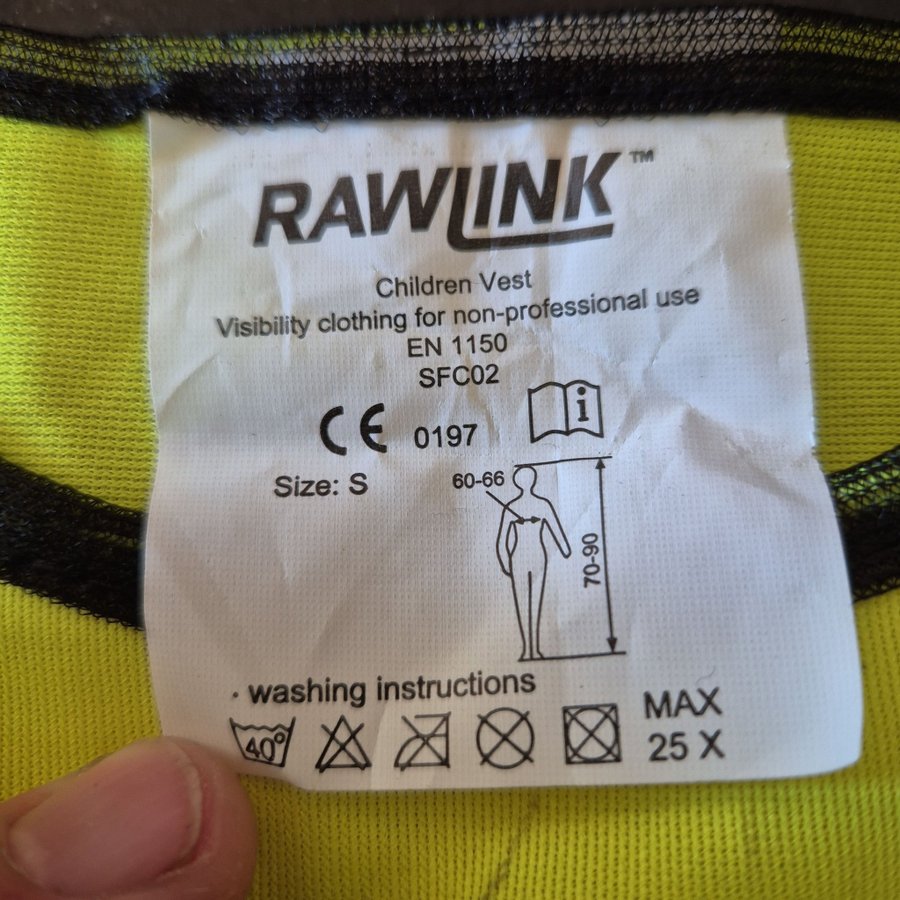 RAWLINK™
Children Vest
Visibility clothing for non-professional use
EN 1150
SFC02
CE 0197
i
Size: S
60-66
70-90
· washing instructions
40°
MAX
25 X